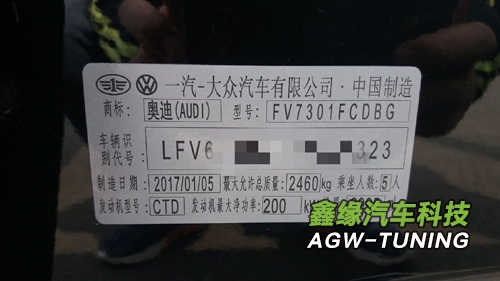 一汽-大众汽车有限公司·中国制造
商标: 奥迪(AUDI) 型号: FV7301FCDBG
车辆识别代号: LFV6 323
制造日期 2017/01/05 最大允许总质量: 2460kg 乘坐人数: 5人
发动机型号 CTD 发动机最大净功率: 200
鑫缘汽车科技
AGW-TUNING